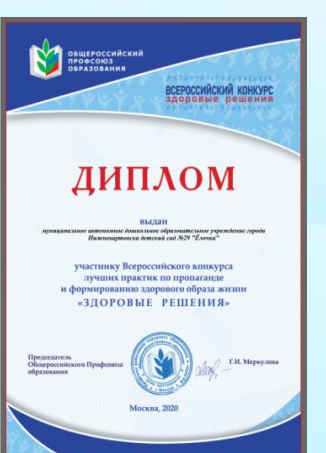 ОБЩЕРОССИЙСКИЙ
ПРОФСОЮЗ
ОБРАЗОВАНИЯ
ВСЕРОССИЙСКИЙ КОНКУРС
здоровые решения
ДИПЛОМ
выдан
муниципальное автономное дошкольное образовательное учреждение города
Нижневартовска детский сад №29 "Ёлочка"
участнику Всероссийского конкурса
лучших практик по пропаганде
и формированию здорового образа жизни
«ЗДОРОВЫЕ РЕШЕНИЯ»
Председатель
Общероссийского Профсоюза
образования
Г.И. Меркулова
Москва, 2020